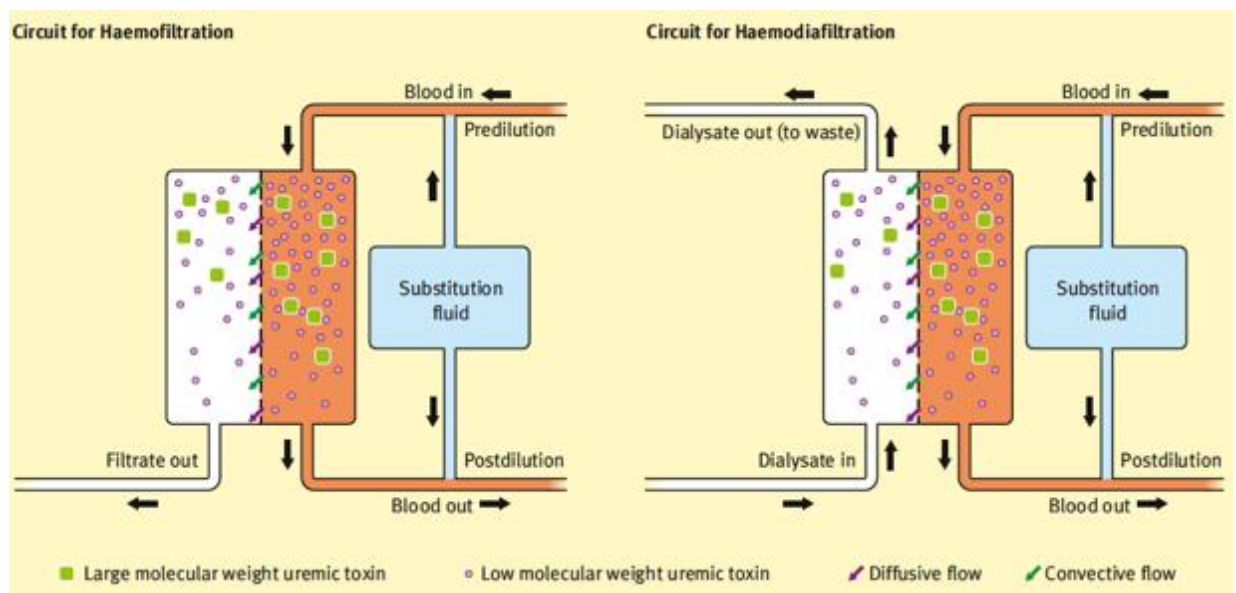 Circuit for Haemofiltration
Blood in
Predilution
Substitution
fluid
Filtrate out
Postdilution
Blood out
Circuit for Haemodiafiltration
Blood in
Dialysate out (to waste)
Predilution
Substitution
fluid
Dialysate in
Postdilution
Blood out
Large molecular weight uremic toxin
Low molecular weight uremic toxin
Diffusive flow
Convective flow